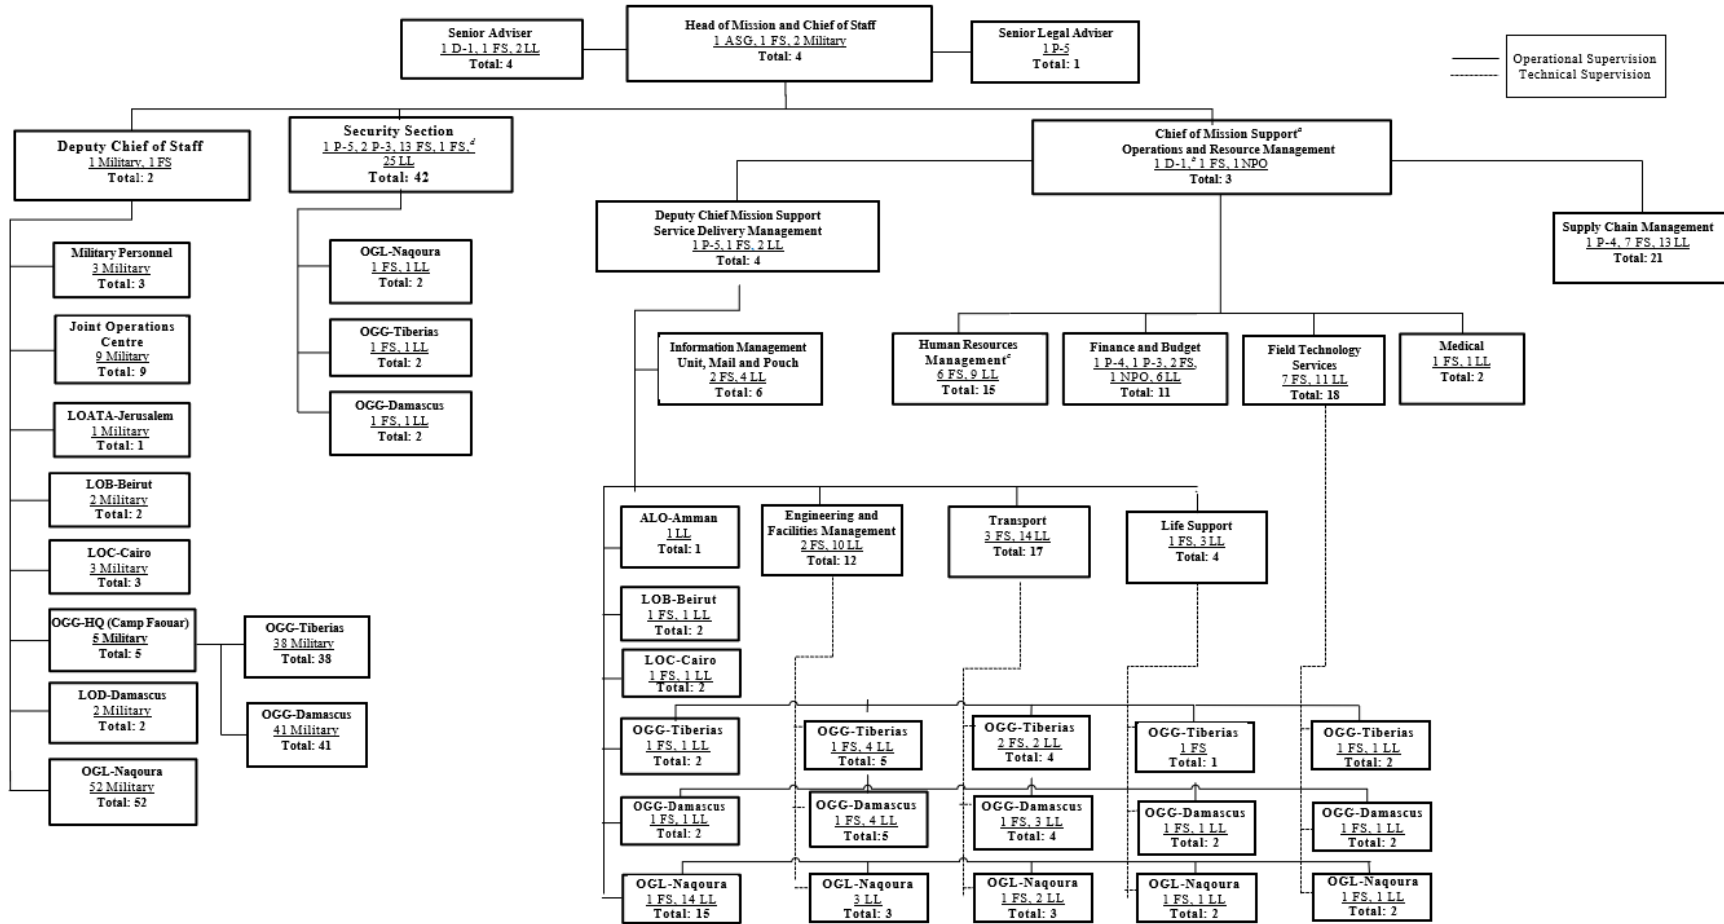 Senior Adviser
1 D-1, 1 FS, 2 LL
Total: 4
Head of Mission and Chief of Staff
1 ASG, 1 FS, 2 Military
Total: 4
Senior Legal Adviser
1 P-5
Total: 1
Operational Supervision
Technical Supervision
Deputy Chief of Staff
1 Military, 1 FS
Total: 2
Security Section
1 P-5, 2 P-3, 13 FS, 1 FS,d
25 LL
Total: 42
Chief of Mission Supporta
Operations and Resource Management
1 D-1,b 1 FS, 1NPO
Total: 3
Deputy Chief Mission Support
Service Delivery Management
1 P-5, 1 FS, 2 LL
Total: 4
Supply Chain Management
1 P-4, 7 FS, 13 LL
Total: 21
Military Personnel
3 Military
Total: 3
Joint Operations
Centre
9 Military
Total: 9
LOATA-Jerusalem
1 Military
Total: 1
LOB-Beirut
2 Military
Total: 2
LOC-Cairo
3 Military
Total: 3
OGG-HQ (Camp Faouar)
5 Military
Total: 5
OGG-Tiberias
38 Military
Total: 38
LOD-Damascus
2 Military
Total: 2
OGG-Damascus
41 Military
Total: 41
OGL-Naqoura
52 Military
Total: 52
OGL-Naqoura
1 FS, 1 LL
Total: 2
OGG-Tiberias
1 FS, 1LL
Total: 2
OGG-Damascus
1 FS, 1 LL
Total: 2
Information Management
Unit, Mail and Pouch
2 FS, 4 LL
Total: 6
Human Resources
Managementc
6 FS, 9 LL
Total: 15
Finance and Budget
1 P-4, 1 P-3, 2 FS,
1 NPO, 6 LL
Total: 11
Field Technology
Services
7 FS, 11 LL
Total: 18
Medical
1 FS, 1 LL
Total: 2
ALO-Amman
1 LL
Total: 1
Engineering and
Facilities Management
2 FS, 10 LL
Total: 12
Transport
3 FS, 14 LL
Total: 17
Life Support
1 FS, 3 LL
Total: 4
LOB-Beirut
1 FS, 1 LL
Total: 2
LOC-Cairo
1 FS, 1 LL
Total: 2
OGG-Tiberias
1 FS, 1 LL
Total: 2
OGG-Tiberias
1 FS, 4 LL
Total: 5
OGG-Tiberias
2 FS, 2 LL
Total: 4
OGG-Tiberias
1 FS
Total: 1
OGG-Tiberias
1 FS, 1 LL
Total: 2
OGG-Damascus
1 FS, 1 LL
Total: 2
OGG-Damascus
1 FS, 4 LL
Total:5
OGG-Damascus
1 FS, 3 LL
Total: 4
OGG-Damascus
1 FS, 1 LL
Total: 2
OGG-Damascus
1 FS, 1 LL
Total: 2
OGL-Naqoura
1 FS, 14 LL
Total: 15
OGL-Naqoura
3 LL
Total: 3
OGL-Naqoura
1 FS, 2 LL
Total: 3
OGL-Naqoura
1 FS, 1 LL
Total: 2
OGL-Naqoura
1 FS, 1 LL
Total: 2